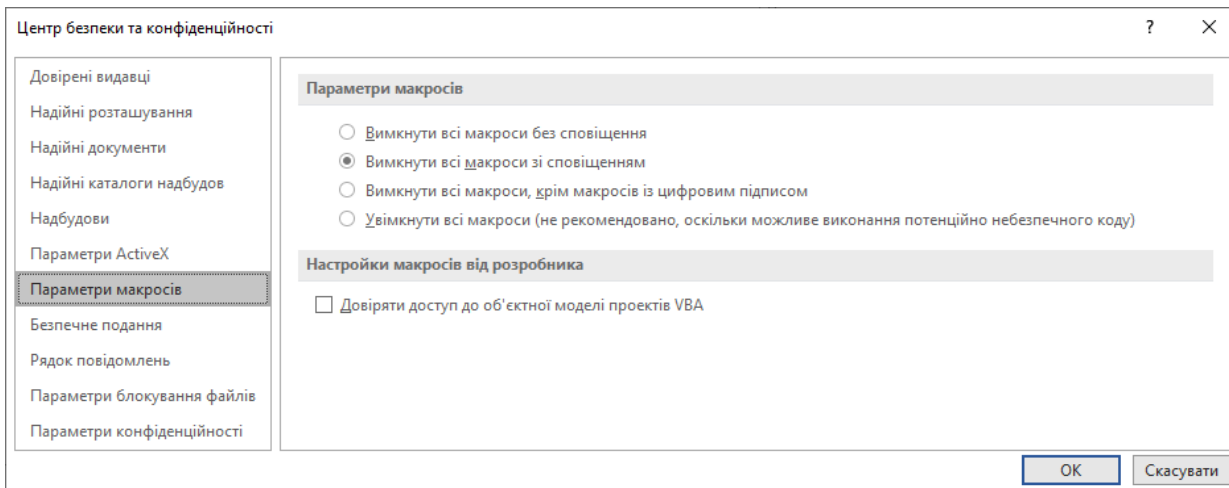 Центр безпеки та конфіденційності
?
Довірені видавці
Надійні розташування
Надійні документи
Надійні каталоги надбудов
Надбудови
Параметри ActiveX
Параметри макросів
Безпечне подання
Рядок повідомлень
Параметри блокування файлів
Параметри конфіденційності
Параметри макросів
Вимкнути всі макроси без сповіщення
Вимкнути всі макроси зі сповіщенням
Вимкнути всі макроси, крім макросів із цифровим підписом
Увімкнути всі макроси (не рекомендовано, оскільки можливе виконання потенційно небезпечного коду)
Настройки макросів від розробника
Довіряти доступ до об'єктної моделі проектів VBA
ОК
Скасувати